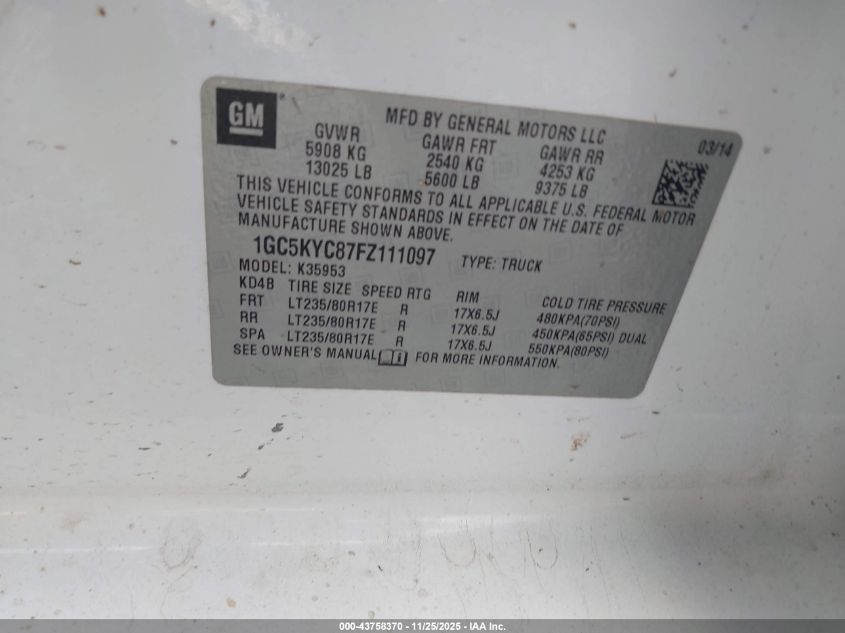 GM
MFD BY GENERAL MOTORS LLC
03/14
GVWR GAWR FRT GAWR RR
5908 KG 2540 KG 4253 KG
13025 LB 5600 LB 9375 LB
THIS VEHICLE CONFORMS TO ALL APPLICABLE U.S. FEDERAL MOTOR
VEHICLE SAFETY STANDARDS IN EFFECT ON THE DATE OF
MANUFACTURE SHOWN ABOVE.
1GC5KYC87FZ111097 TYPE: TRUCK
MODEL: K35953
KD4B TIRE SIZE SPEED RTG RIM COLD TIRE PRESSURE
FRT LT235/80R17E R 17X6.5J 480KPA(70PSI)
RR LT235/80R17E R 17X6.5J 450KPA(65PSI) DUAL
SPA LT235/80R17E R 17X6.5J 550KPA(80PSI)
SEE OWNER'S MANUAL FOR MORE INFORMATION.
000-43758370 - 11/25/2025 - IAA Inc.